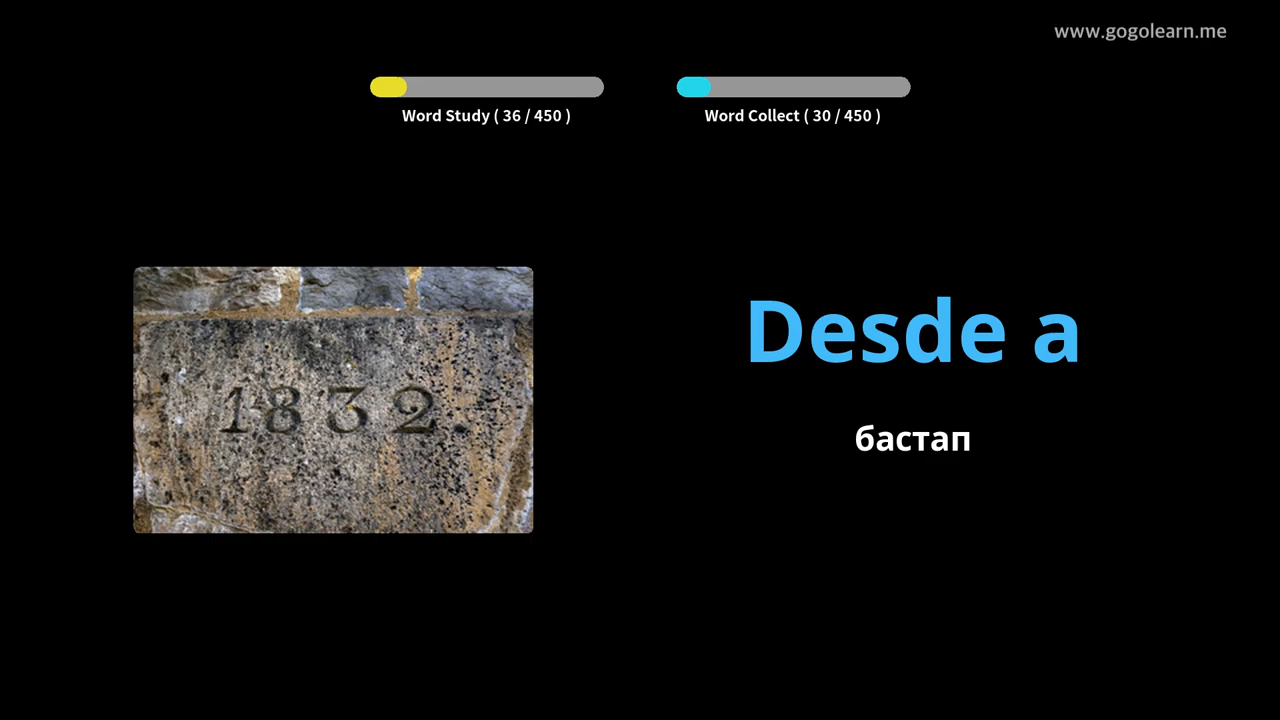 www.gogolearn.me
Word Study ( 36 / 450 )
Word Collect ( 30 / 450 )
1832.
Desde a
бастап